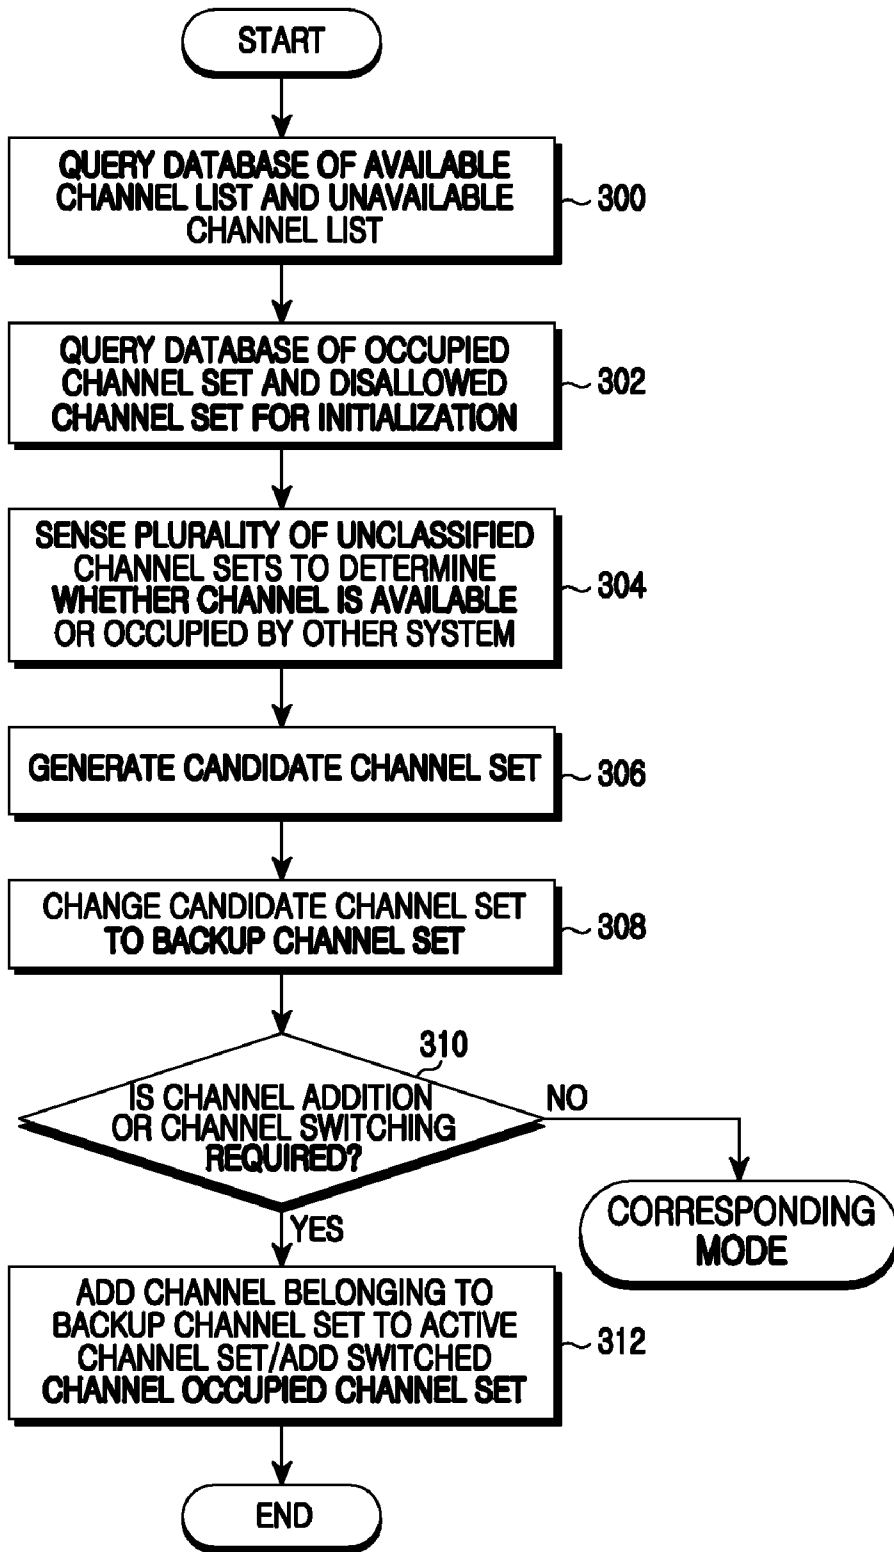 START
QUERY DATABASE OF AVAILABLE
CHANNEL LIST AND UNAVAILABLE
CHANNEL LIST
300
QUERY DATABASE OF OCCUPIED
CHANNEL SET AND DISALLOWED
CHANNEL SET FOR INITIALIZATION
302
SENSE PLURALITY OF UNCLASSIFIED
CHANNEL SETS TO DETERMINE
WHETHER CHANNEL IS AVAILABLE
OR OCCUPIED BY OTHER SYSTEM
304
GENERATE CANDIDATE CHANNEL SET
306
CHANGE CANDIDATE CHANNEL SET
TO BACKUP CHANNEL SET
308
310
IS CHANNEL ADDITION
OR CHANNEL SWITCHING
REQUIRED?
NO
CORRESPONDING
MODE
YES
ADD CHANNEL BELONGING TO
BACKUP CHANNEL SET TO ACTIVE
CHANNEL SET/ADD SWITCHED
CHANNEL OCCUPIED CHANNEL SET
312
END